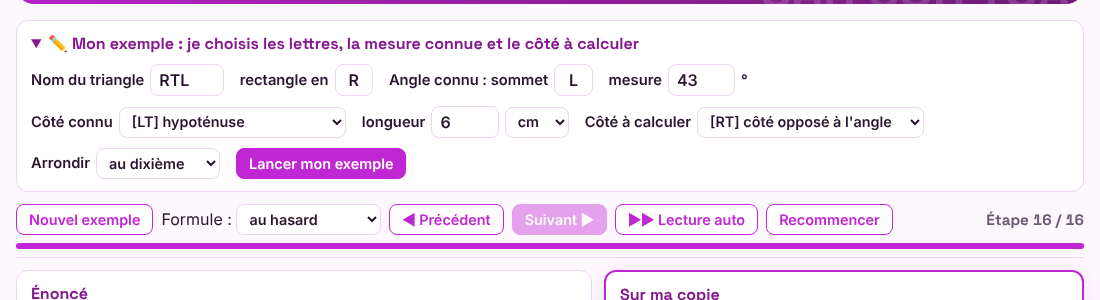 ▼ ✏️ Mon exemple : je choisis les lettres, la mesure connue et le côté à calculer
Nom du triangle RTL rectangle en R Angle connu : sommet L mesure 43 °
Côté connu [LT] hypoténuse longueur 6 cm Côté à calculer [RT] côté opposé à l'angle
Arrondir au dixième Lancer mon exemple
Nouvel exemple Formule : au hasard ◀ Précédent Suivant ▶ ▶▶ Lecture auto Recommencer Étape 16 / 16
Énoncé Sur ma copie